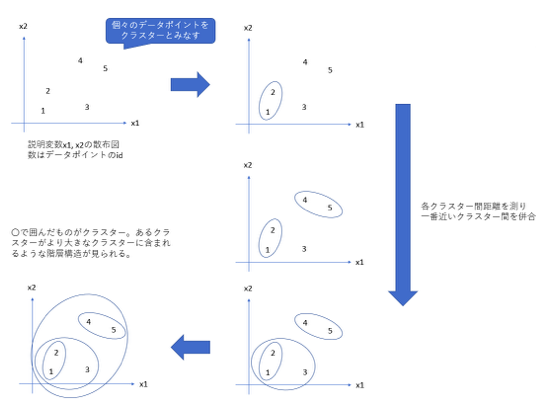 個々のデータポイントを
クラスターとみなす
x2
4
5
2
1
3
x1
説明変数x1, x2の散布図
数はデータポイントのid
x2
4
5
2
1
3
x1
x2
4
5
2
1
3
x1
各クラスター間距離を測り
一番近いクラスター間を併合
〇で囲んだものがクラスター。あるクラ
スターがより大きなクラスターに含まれ
るような階層構造が見られる。
x2
4
5
2
1
3
x1
x2
4
5
2
1
3
x1